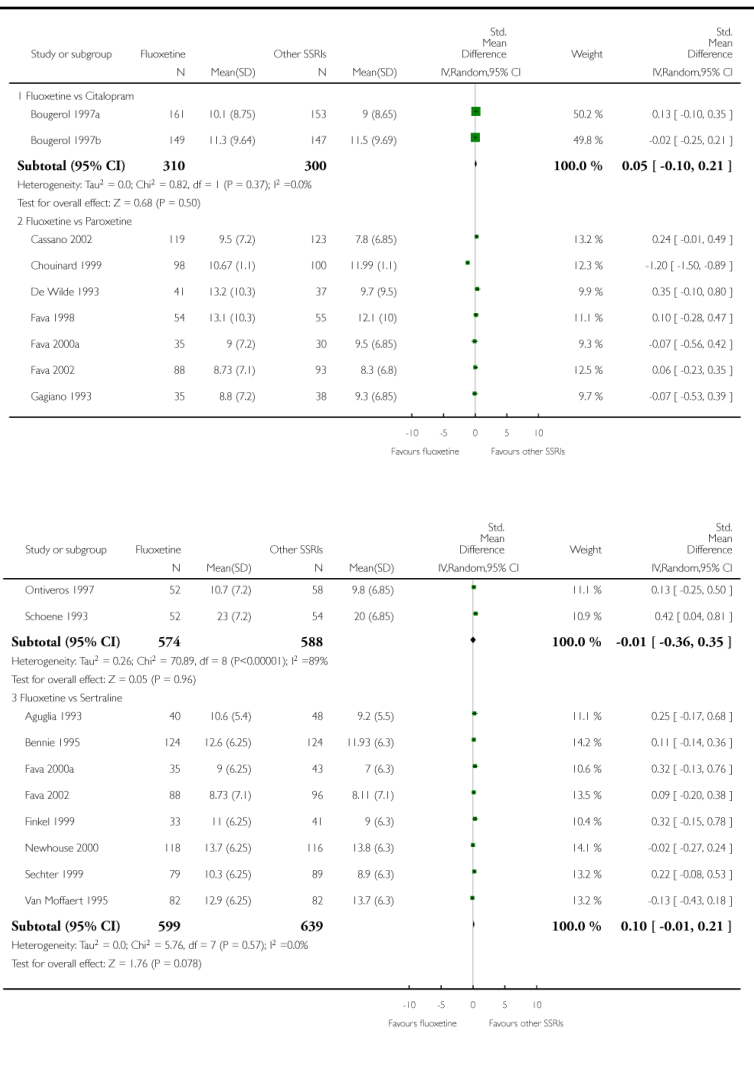 Study or subgroup Fluoxetine Other SSRIs Std. Mean Difference Weight Std. Mean Difference
N Mean(SD) N Mean(SD) IV,Random,95% CI IV,Random,95% CI
1 Fluoxetine vs Citalopram
Bougerol 1997a 161 10.1 (8.75) 153 9 (8.65) 50.2 % 0.13 [ -0.10, 0.35 ]
Bougerol 1997b 149 11.3 (9.64) 147 11.5 (9.69) 49.8 % -0.02 [ -0.25, 0.21 ]
Subtotal (95% CI) 310 300 100.0 % 0.05 [ -0.10, 0.21 ]
Heterogeneity: Tau² = 0.0; Chi² = 0.82, df = 1 (P = 0.37); I² =0.0%
Test for overall effect: Z = 0.68 (P = 0.50)
2 Fluoxetine vs Paroxetine
Cassano 2002 119 9.5 (7.2) 123 7.8 (6.85) 13.2 % 0.24 [ -0.01, 0.49 ]
Chouinard 1999 98 10.67 (1.1) 100 11.99 (1.1) 12.3 % -1.20 [ -1.50, -0.89 ]
De Wilde 1993 41 13.2 (10.3) 37 9.7 (9.5) 9.9 % 0.35 [ -0.10, 0.80 ]
Fava 1998 54 13.1 (10.3) 55 12.1 (10) 11.1 % 0.10 [ -0.28, 0.47 ]
Fava 2000a 35 9 (7.2) 30 9.5 (6.85) 9.3 % -0.07 [ -0.56, 0.42 ]
Fava 2002 88 8.73 (7.1) 93 8.3 (6.8) 12.5 % 0.06 [ -0.23, 0.35 ]
Gagiano 1993 35 8.8 (7.2) 38 9.3 (6.85) 9.7 % -0.07 [ -0.53, 0.39 ]
-10 -5 0 5 10
Favours fluoxetine Favours other SSRIs
Study or subgroup Fluoxetine Other SSRIs Std. Mean Difference Weight Std. Mean Difference
N Mean(SD) N Mean(SD) IV,Random,95% CI IV,Random,95% CI
Ontiveros 1997 52 10.7 (7.2) 58 9.8 (6.85) 11.1 % 0.13 [ -0.25, 0.50 ]
Schoene 1993 52 23 (7.2) 54 20 (6.85) 10.9 % 0.42 [ 0.04, 0.81 ]
Subtotal (95% CI) 574 588 100.0 % -0.01 [ -0.36, 0.35 ]
Heterogeneity: Tau² = 0.26; Chi² = 70.89, df = 8 (P<0.00001); I² =89%
Test for overall effect: Z = 0.05 (P = 0.96)
3 Fluoxetine vs Sertraline
Aguglia 1993 40 10.6 (5.4) 48 9.2 (5.5) 11.1 % 0.25 [ -0.17, 0.68 ]
Bennie 1995 124 12.6 (6.25) 124 11.93 (6.3) 14.2 % 0.11 [ -0.14, 0.36 ]
Fava 2000a 35 9 (6.25) 43 7 (6.3) 10.6 % 0.32 [ -0.13, 0.76 ]
Fava 2002 88 8.73 (7.1) 96 8.11 (7.1) 13.5 % 0.09 [ -0.20, 0.38 ]
Finkel 1999 33 11 (6.25) 41 9 (6.3) 10.4 % 0.32 [ -0.15, 0.78 ]
Newhouse 2000 118 13.7 (6.25) 116 13.8 (6.3) 14.1 % -0.02 [ -0.27, 0.24 ]
Sechter 1999 79 10.3 (6.25) 89 8.9 (6.3) 13.2 % 0.22 [ -0.08, 0.53 ]
Van Moffaert 1995 82 12.9 (6.25) 82 13.7 (6.3) 13.2 % -0.13 [ -0.43, 0.18 ]
Subtotal (95% CI) 599 639 100.0 % 0.10 [ -0.01, 0.21 ]
Heterogeneity: Tau² = 0.0; Chi² = 5.76, df = 7 (P = 0.57); I² =0.0%
Test for overall effect: Z = 1.76 (P = 0.078)
-10 -5 0 5 10
Favours fluoxetine Favours other SSRIs